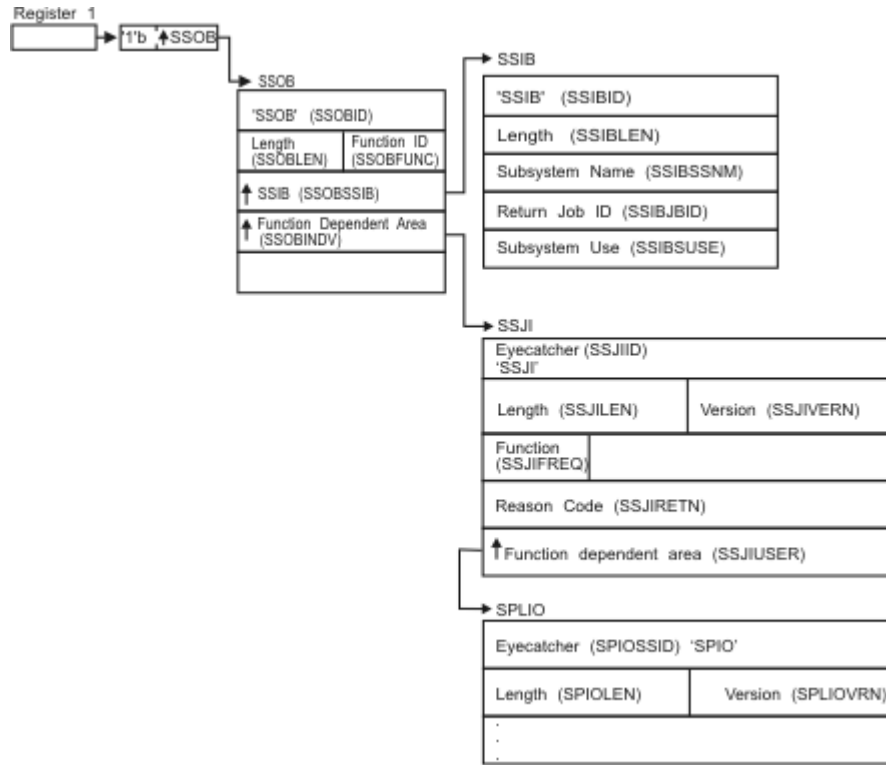 Register 1
'1'b ↑SSOB
SSOB
'SSOB' (SSOBID)
Length
(SSOBLEN)
Function ID
(SSOBFUNC)
↑ SSIB (SSOBSSIB)
↑ Function Dependent Area
(SSOBINDV)
SSIB
"SSIB" (SSIBID)
Length (SSIBLEN)
Subsystem Name (SSIBSSNM)
Return Job ID (SSIBJBID)
Subsystem Use (SSIBSUSE)
SSJI
Eyecatcher (SSJIID)
'SSJI'
Length (SSJILEN)
Version (SSJIVERN)
Function
(SSJIFREQ)
Reason Code (SSJIRETN)
↑Function dependent area (SSJIUSER)
SPLIO
Eyecatcher (SPIOSSID) 'SPIO'
Length (SPIOLEN)
Version (SPLIOVRN)
.
.
.